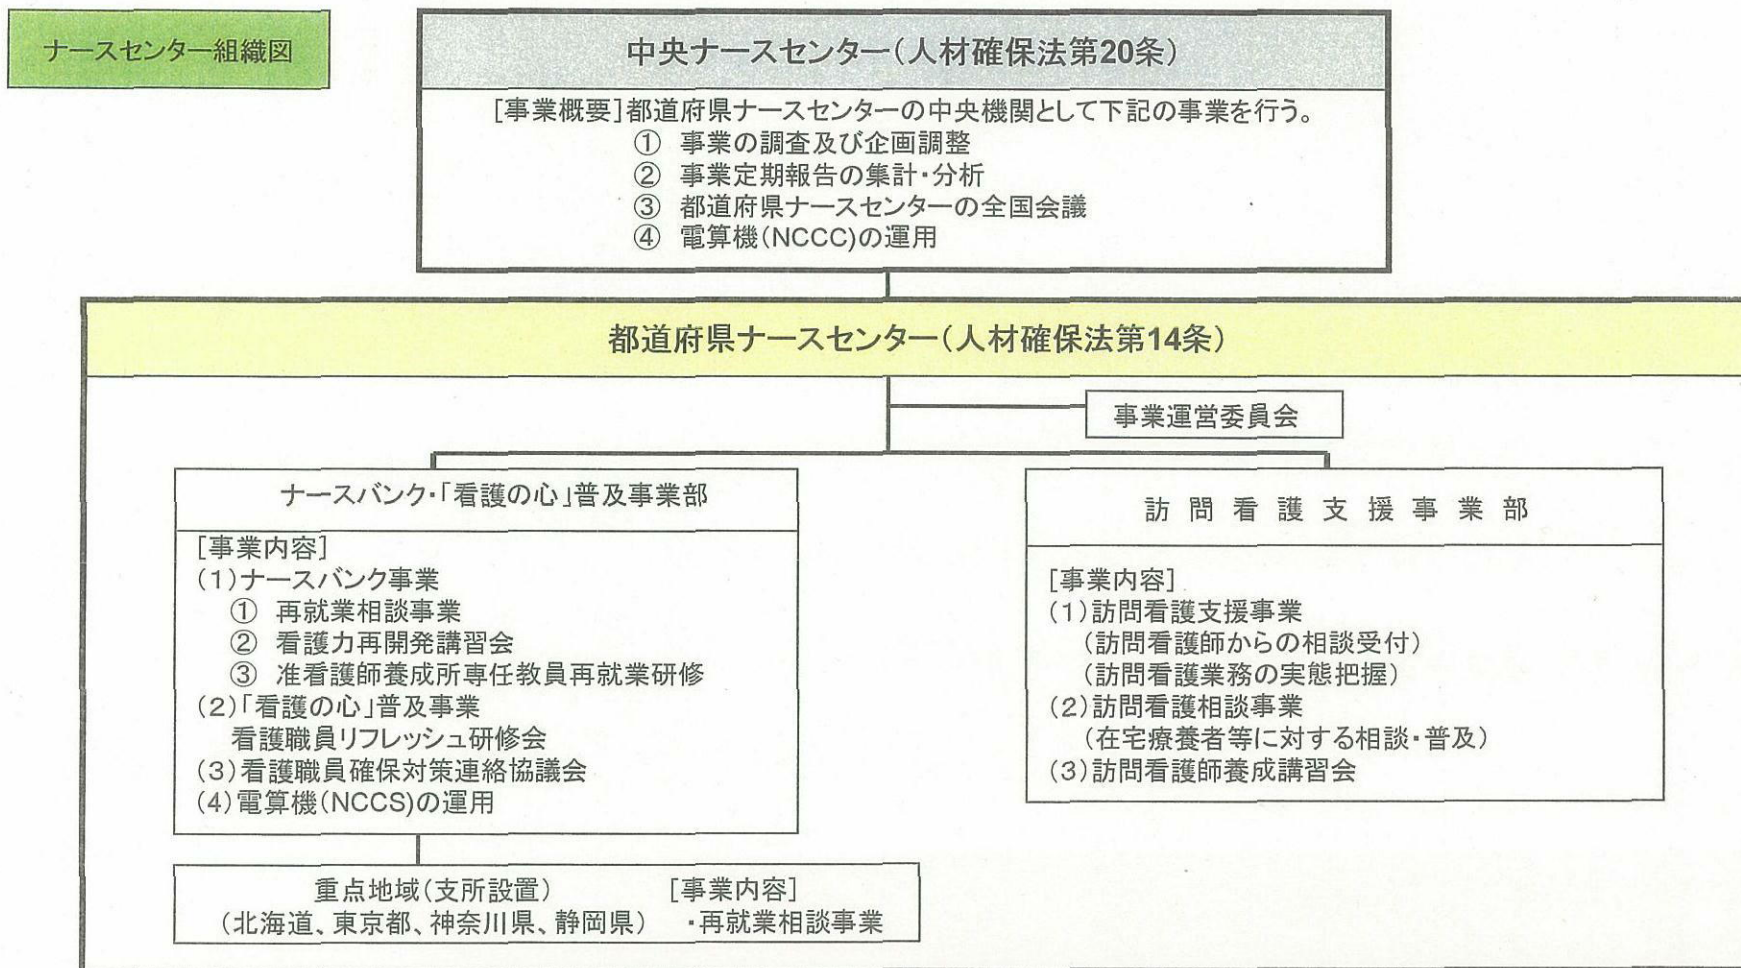 ナースセンター組織図
中央ナースセンター(人材確保法第20条)
[事業概要]都道府県ナースセンターの中央機関として下記の事業を行う。
① 事業の調査及び企画調整
② 事業定期報告の集計・分析
③ 都道府県ナースセンターの全国会議
④ 電算機(NCCC)の運用
都道府県ナースセンター(人材確保法第14条)
事業運営委員会
ナースバンク・「看護の心」普及事業部
[事業内容]
(1)ナースバンク事業
① 再就業相談事業
② 看護力再開発講習会
③ 准看護師養成所専任教員再就業研修
(2)「看護の心」普及事業
看護職員リフレッシュ研修会
(3)看護職員確保対策連絡協議会
(4)電算機(NCCS)の運用
訪問看護支援事業部
[事業内容]
(1)訪問看護支援事業
(訪問看護師からの相談受付)
(訪問看護業務の実態把握)
(2)訪問看護相談事業
(在宅療養者等に対する相談・普及)
(3)訪問看護師養成講習会
重点地域(支所設置) [事業内容]
(北海道、東京都、神奈川県、静岡県) ・再就業相談事業